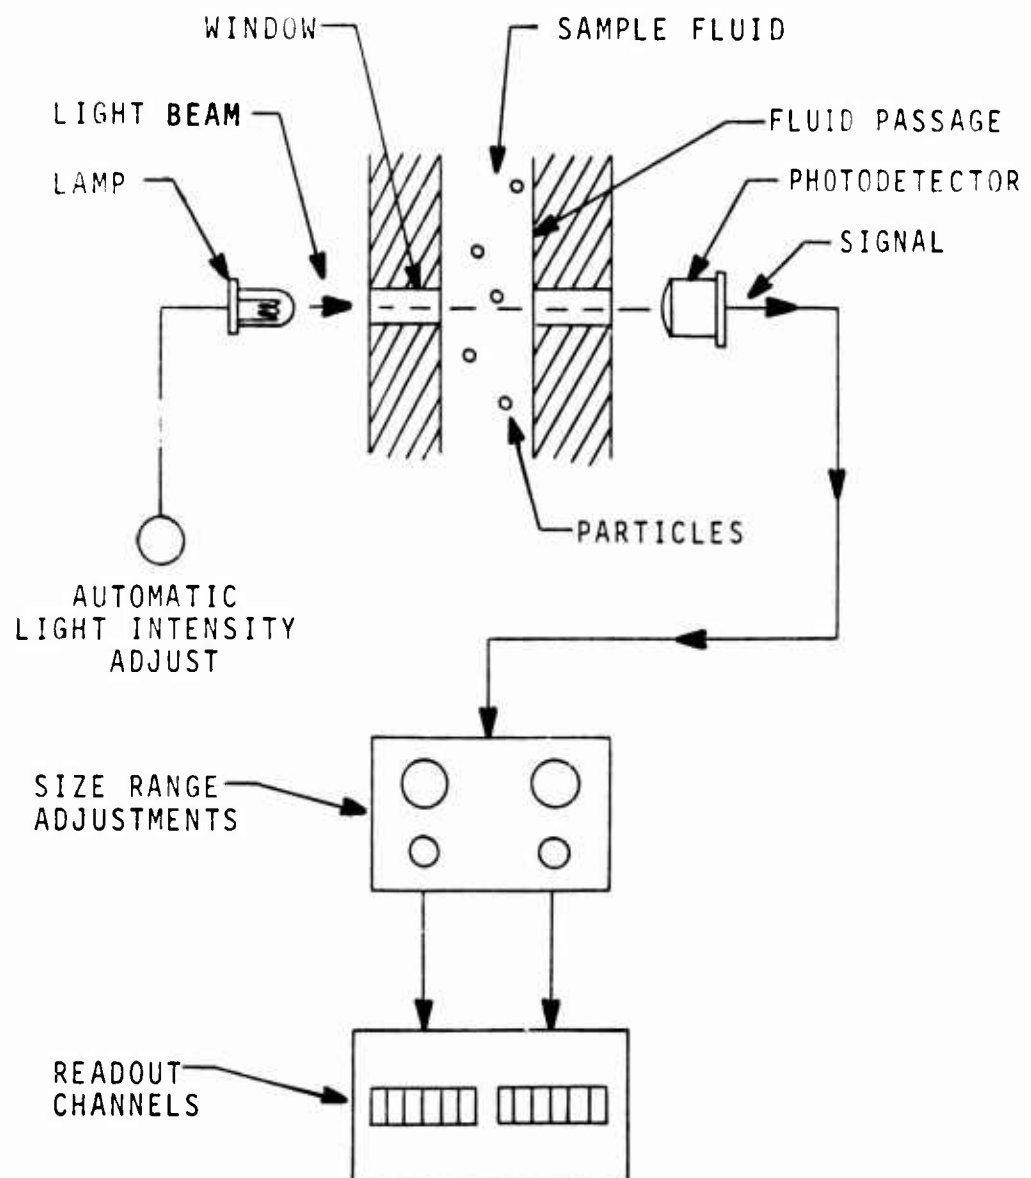 WINDOW
SAMPLE FLUID
LIGHT BEAM
FLUID PASSAGE
LAMP
PHOTODETECTOR
SIGNAL
PARTICLES
AUTOMATIC
LIGHT INTENSITY
ADJUST
SIZE RANGE
ADJUSTMENTS
READOUT
CHANNELS